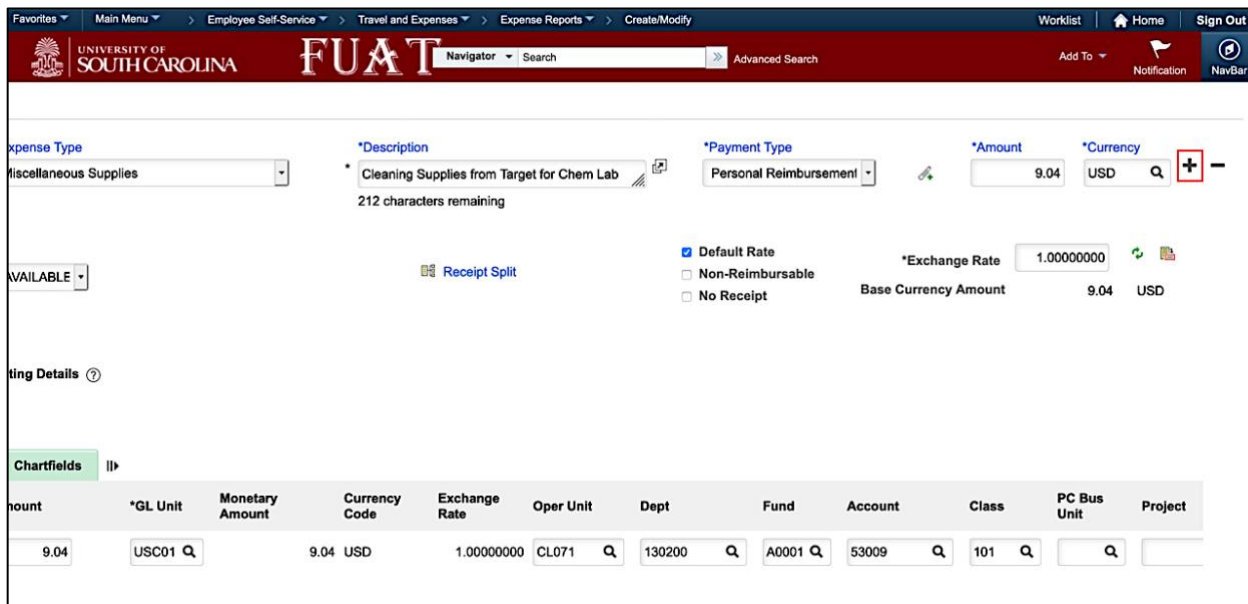 Favorites Main Menu > Employee Self-Service > Travel and Expenses > Expense Reports > Create/Modify Worklist Home Sign Out
UNIVERSITY OF
SOUTH CAROLINA
FUAT Navigator Search >> Advanced Search Add To Notification NavBar
xpense Type *Description *Payment Type *Amount *Currency
Miscellaneous Supplies * Cleaning Supplies from Target for Chem Lab Personal Reimbursement 9.04 USD + −
212 characters remaining
AVAILABLE Receipt Split Default Rate *Exchange Rate 1.00000000
Non-Reimbursable
No Receipt Base Currency Amount 9.04 USD
ting Details ?
Chartfields
nount *GL Unit Monetary Amount Currency Code Exchange Rate Oper Unit Dept Fund Account Class PC Bus Unit Project
9.04 USC01 9.04 USD 1.00000000 CL071 130200 A0001 53009 101